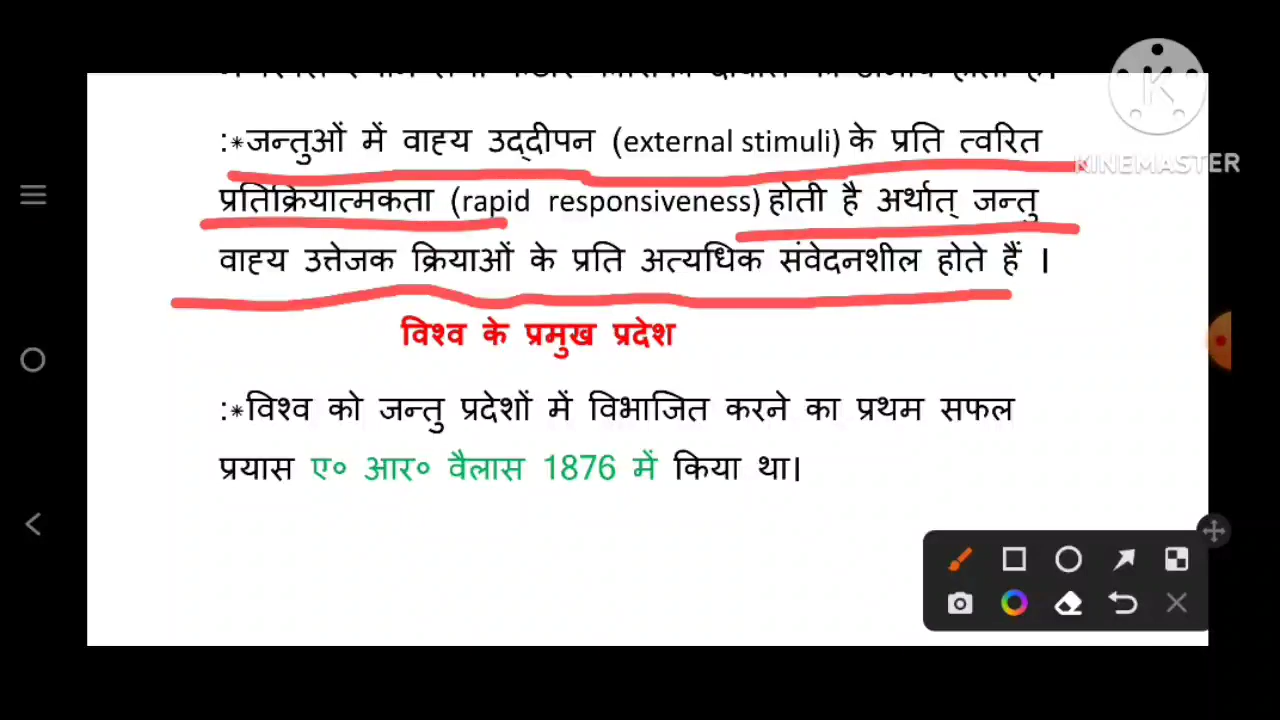 :*जन्तुओं में वाह्य उद्दीपन (external stimuli) के प्रति त्वरित
KINEMASTER
प्रतिक्रियात्मकता (rapid responsiveness) होती है अर्थात् जन्तु
वाह्य उत्तेजक क्रियाओं के प्रति अत्यधिक संवेदनशील होते हैं ।
विश्व के प्रमुख प्रदेश
:*विश्व को जन्तु प्रदेशों में विभाजित करने का प्रथम सफल
प्रयास ए० आर० वैलास 1876 में किया था।